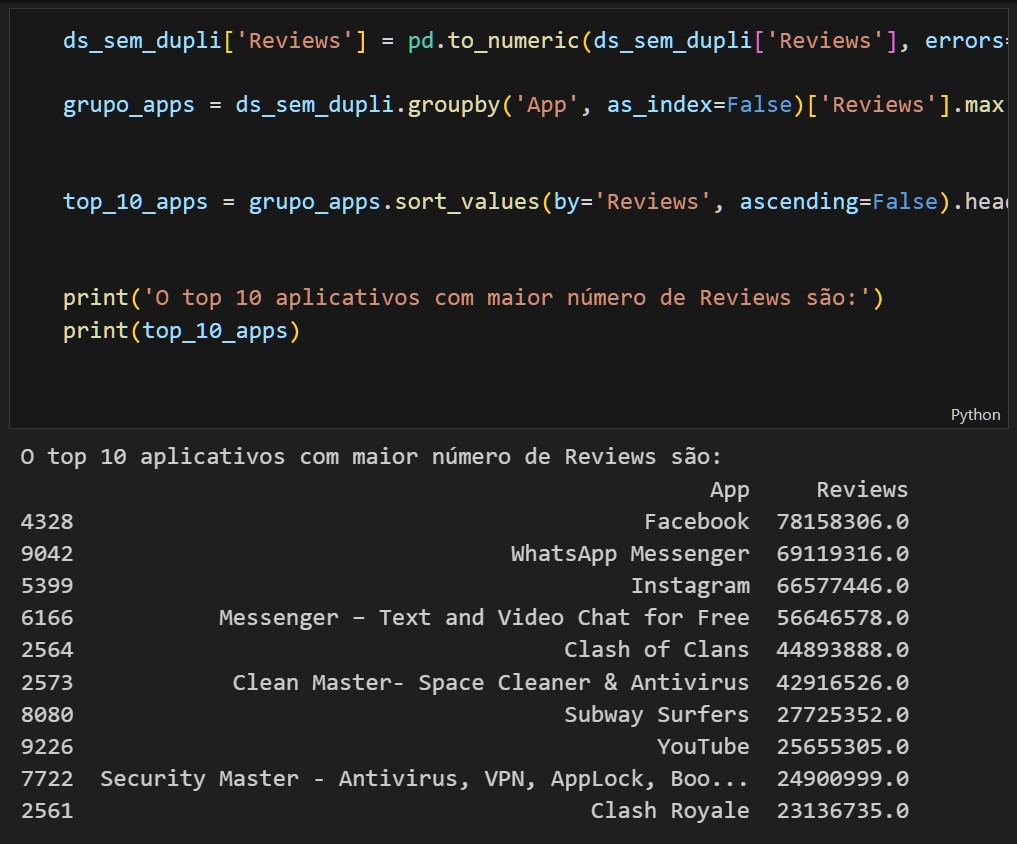 ds_sem_dupli['Reviews'] = pd.to_numeric(ds_sem_dupli['Reviews'], errors=
grupo_apps = ds_sem_dupli.groupby('App', as_index=False)['Reviews'].max
top_10_apps = grupo_apps.sort_values(by='Reviews', ascending=False).head
print('O top 10 aplicativos com maior número de Reviews são:')
print(top_10_apps)
Python
O top 10 aplicativos com maior número de Reviews são:
App Reviews
4328 Facebook 78158306.0
9042 WhatsApp Messenger 69119316.0
5399 Instagram 66577446.0
6166 Messenger – Text and Video Chat for Free 56646578.0
2564 Clash of Clans 44893888.0
2573 Clean Master- Space Cleaner & Antivirus 42916526.0
8080 Subway Surfers 27725352.0
9226 YouTube 25655305.0
7722 Security Master - Antivirus, VPN, AppLock, Boo... 24900999.0
2561 Clash Royale 23136735.0